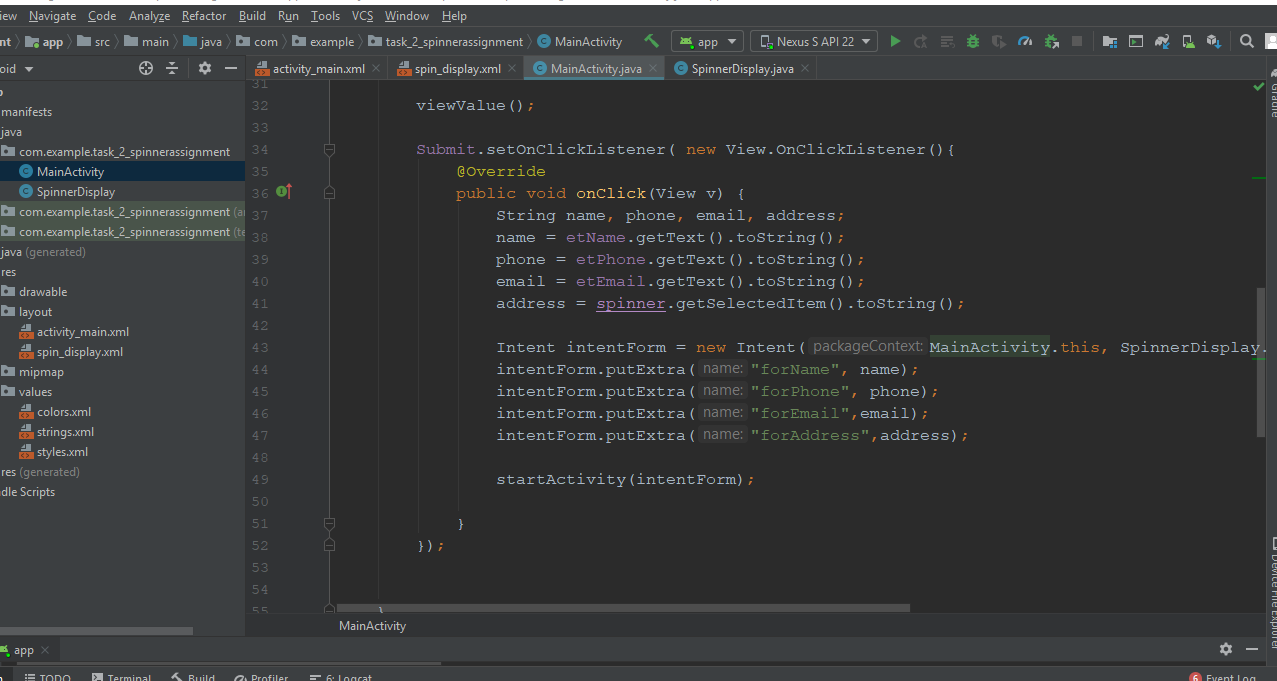 iew Navigate Code Analyze Refactor Build Run Tools VCS Window Help
nt app src main java com example task_2_spinnerassignment MainActivity app Nexus S API 22
oid
activity_main.xml spin_display.xml MainActivity.java SpinnerDisplay.java
manifests
java
com.example.task_2_spinnerassignment
MainActivity
SpinnerDisplay
com.example.task_2_spinnerassignment (a
com.example.task_2_spinnerassignment (te
java (generated)
res
drawable
layout
activity_main.xml
spin_display.xml
mipmap
values
colors.xml
strings.xml
styles.xml
res (generated)
dle Scripts
31
32 viewValue();
33
34 Submit.setOnClickListener( new View.OnClickListener(){
35 @Override
36 public void onClick(View v) {
37 String name, phone, email, address;
38 name = etName.getText().toString();
39 phone = etPhone.getText().toString();
40 email = etEmail.getText().toString();
41 address = spinner.getSelectedItem().toString();
42
43 Intent intentForm = new Intent( packageContext: MainActivity.this, SpinnerDisplay.
44 intentForm.putExtra( name: "forName", name);
45 intentForm.putExtra( name: "forPhone", phone);
46 intentForm.putExtra( name: "forEmail",email);
47 intentForm.putExtra( name: "forAddress",address);
48
49 startActivity(intentForm);
50
51 }
52 });
53
54
55 }
MainActivity
Gradle
Device File Explorer
app
TODO Terminal Build Profiler 6: Logcat 6 Event Log